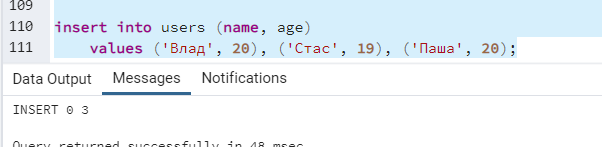 109
110 insert into users (name, age)
111 values ('Влад', 20), ('Стас', 19), ('Паша', 20);
Data Output Messages Notifications
INSERT 0 3
Query returned successfully in 48 msec